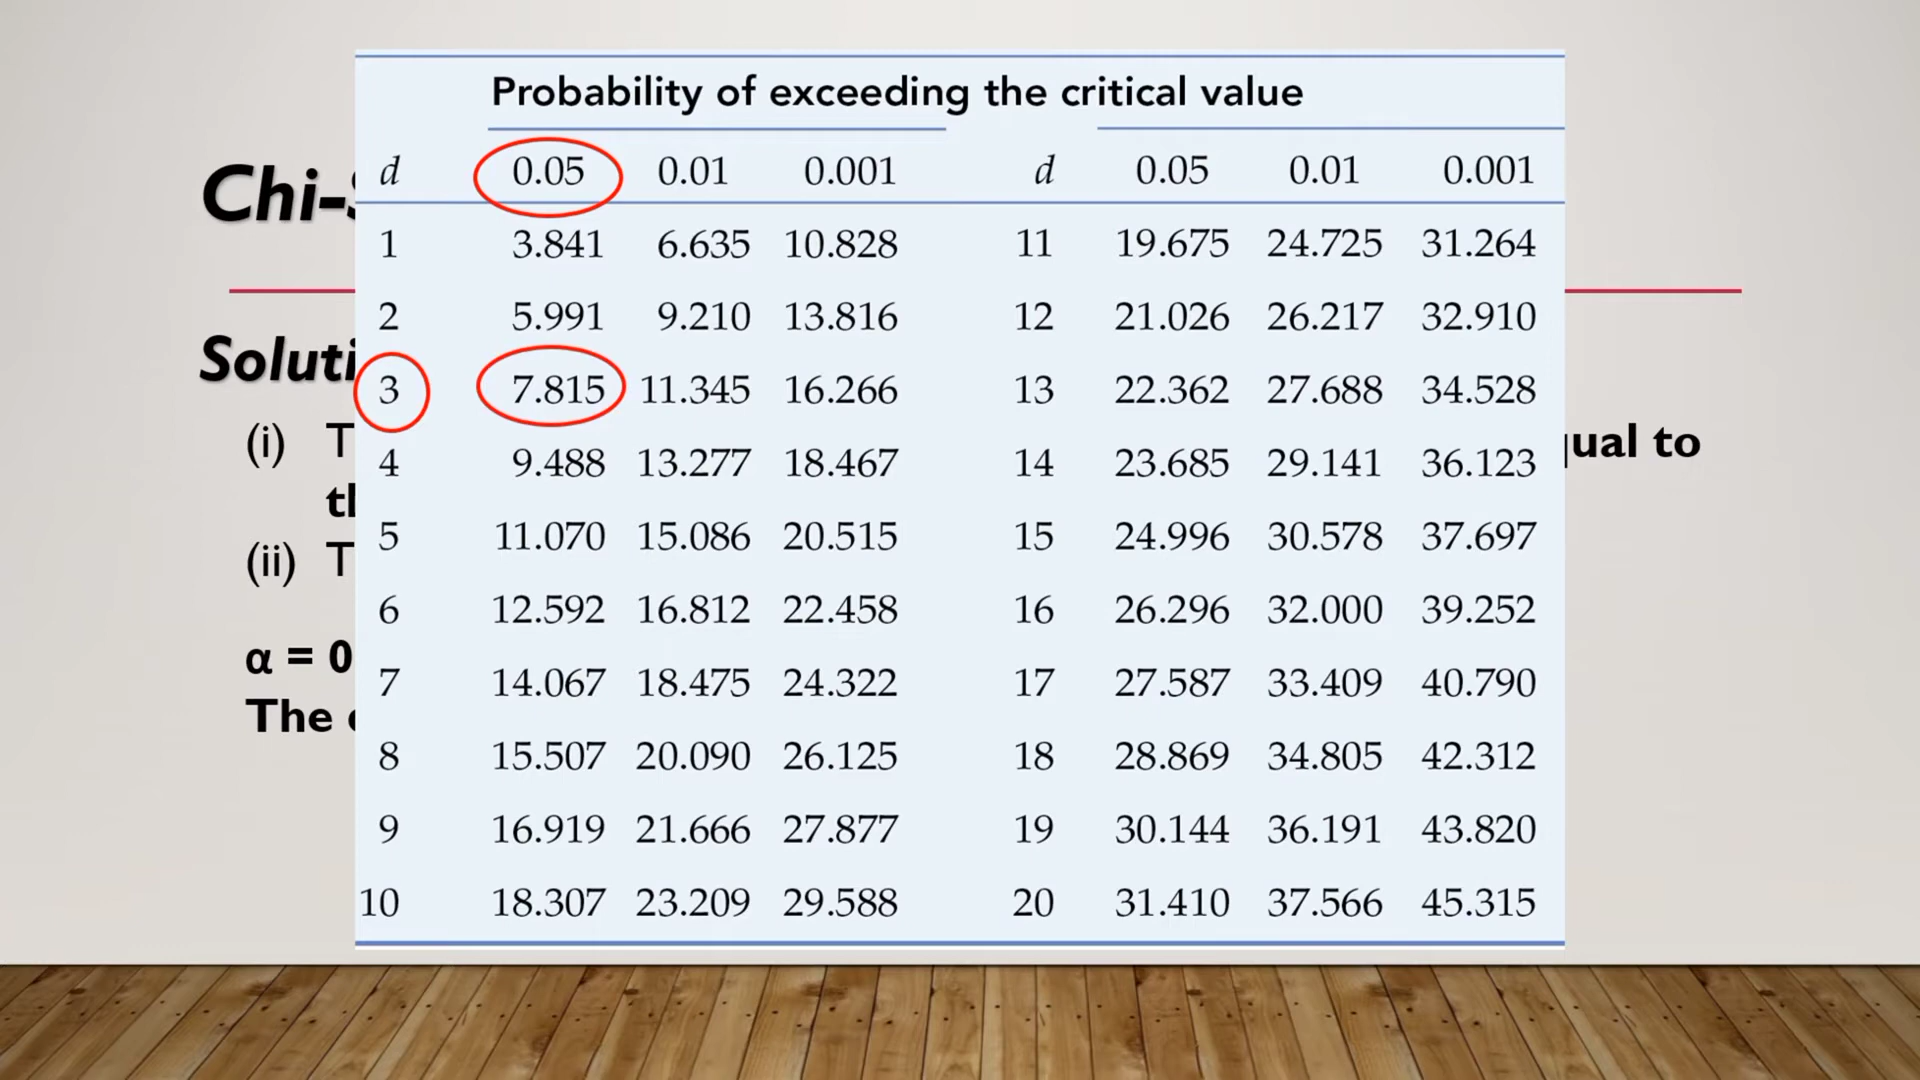 Probability of exceeding the critical value
d 0.05 0.01 0.001 d 0.05 0.01 0.001
1 3.841 6.635 10.828 11 19.675 24.725 31.264
2 5.991 9.210 13.816 12 21.026 26.217 32.910
3 7.815 11.345 16.266 13 22.362 27.688 34.528
4 9.488 13.277 18.467 14 23.685 29.141 36.123
5 11.070 15.086 20.515 15 24.996 30.578 37.697
6 12.592 16.812 22.458 16 26.296 32.000 39.252
7 14.067 18.475 24.322 17 27.587 33.409 40.790
8 15.507 20.090 26.125 18 28.869 34.805 42.312
9 16.919 21.666 27.877 19 30.144 36.191 43.820
10 18.307 23.209 29.588 20 31.410 37.566 45.315
Chi-
Soluti
(i) T
to
(ii) T
α = 0
The